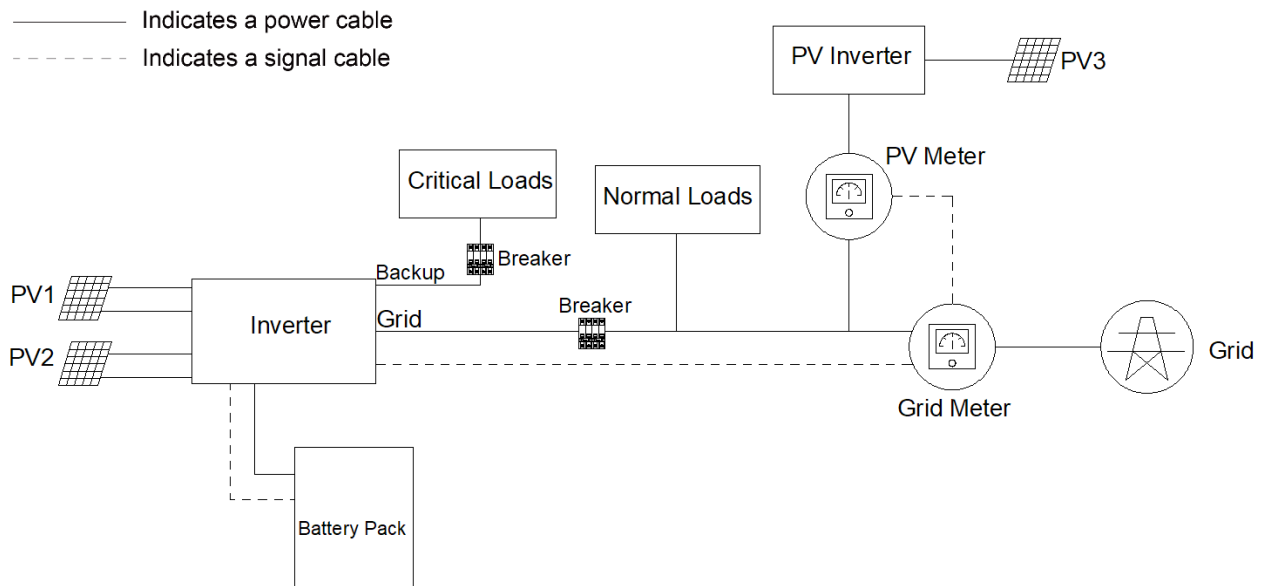 Indicates a power cable
Indicates a signal cable
PV Inverter
PV3
PV Meter
Critical Loads
Normal Loads
Breaker
Backup
PV1
Inverter
Grid
Breaker
PV2
Grid
Grid Meter
Battery Pack